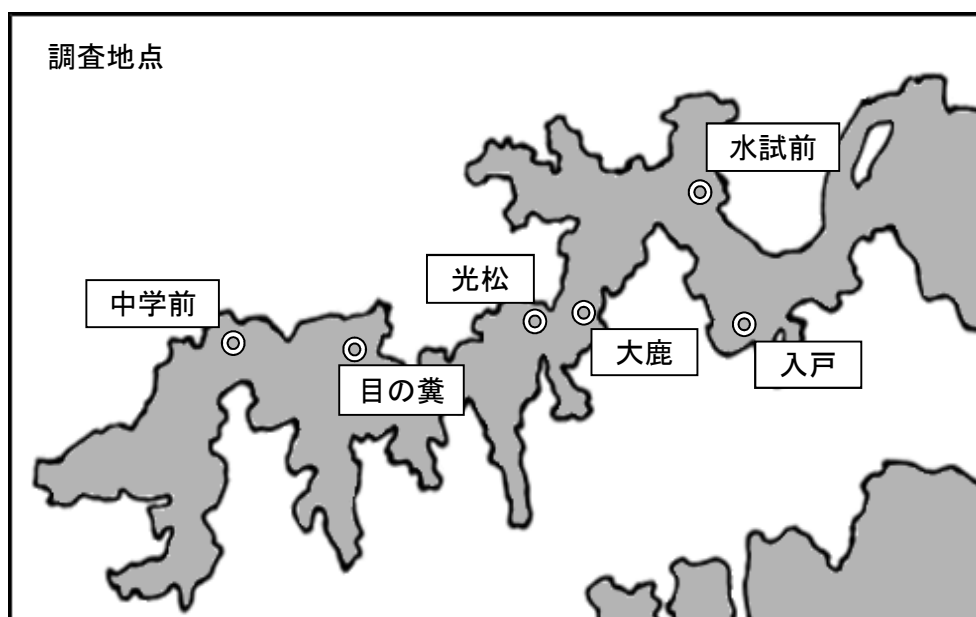 調査地点
水試前
光松
中学前
大鹿
入戸
目の糞